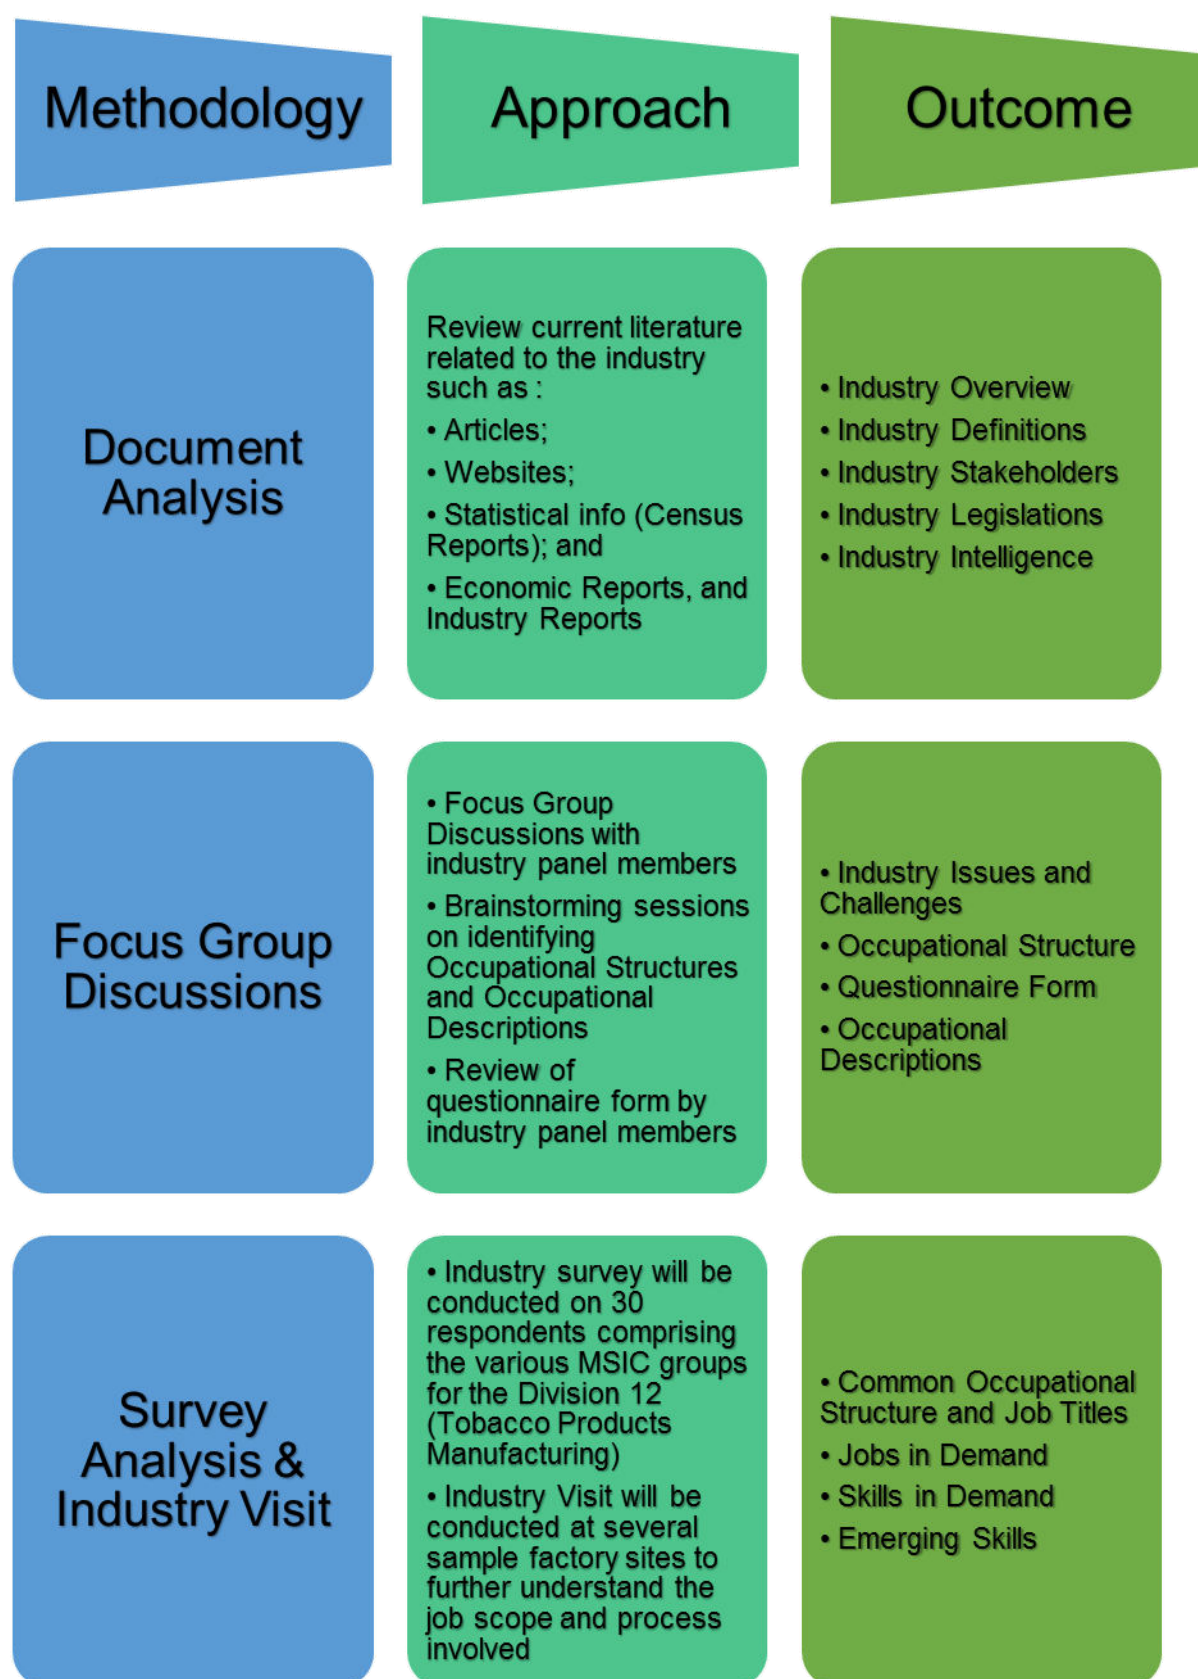 Methodology
Approach
Outcome
Document
Analysis
Review current literature
related to the industry
such as :
• Articles;
• Websites;
• Statistical info (Census
Reports); and
• Economic Reports, and
Industry Reports
• Industry Overview
• Industry Definitions
• Industry Stakeholders
• Industry Legislations
• Industry Intelligence
Focus Group
Discussions
• Focus Group
Discussions with
industry panel members
• Brainstorming sessions
on identifying
Occupational Structures
and Occupational
Descriptions
• Review of
questionnaire form by
industry panel members
• Industry Issues and
Challenges
• Occupational Structure
• Questionnaire Form
• Occupational
Descriptions
Survey
Analysis &
Industry Visit
• Industry survey will be
conducted on 30
respondents comprising
the various MSIC groups
for the Division 12
(Tobacco Products
Manufacturing)
• Industry Visit will be
conducted at several
sample factory sites to
further understand the
job scope and process
involved
• Common Occupational
Structure and Job Titles
• Jobs in Demand
• Skills in Demand
• Emerging Skills